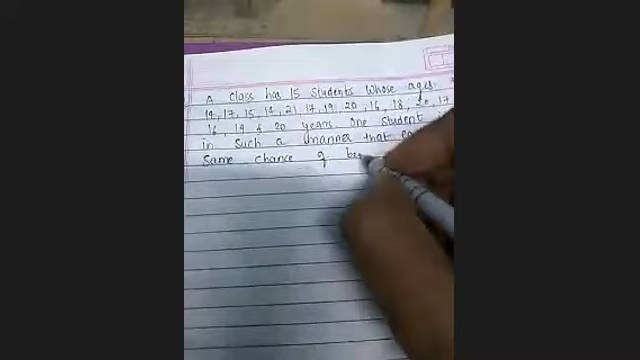 A class has 15 students whose ages
14, 17, 15, 14, 21, 17, 19, 20, 16, 18, 20, 17
16, 19 & 20 years. One student
in such a manner that
Same chance of be